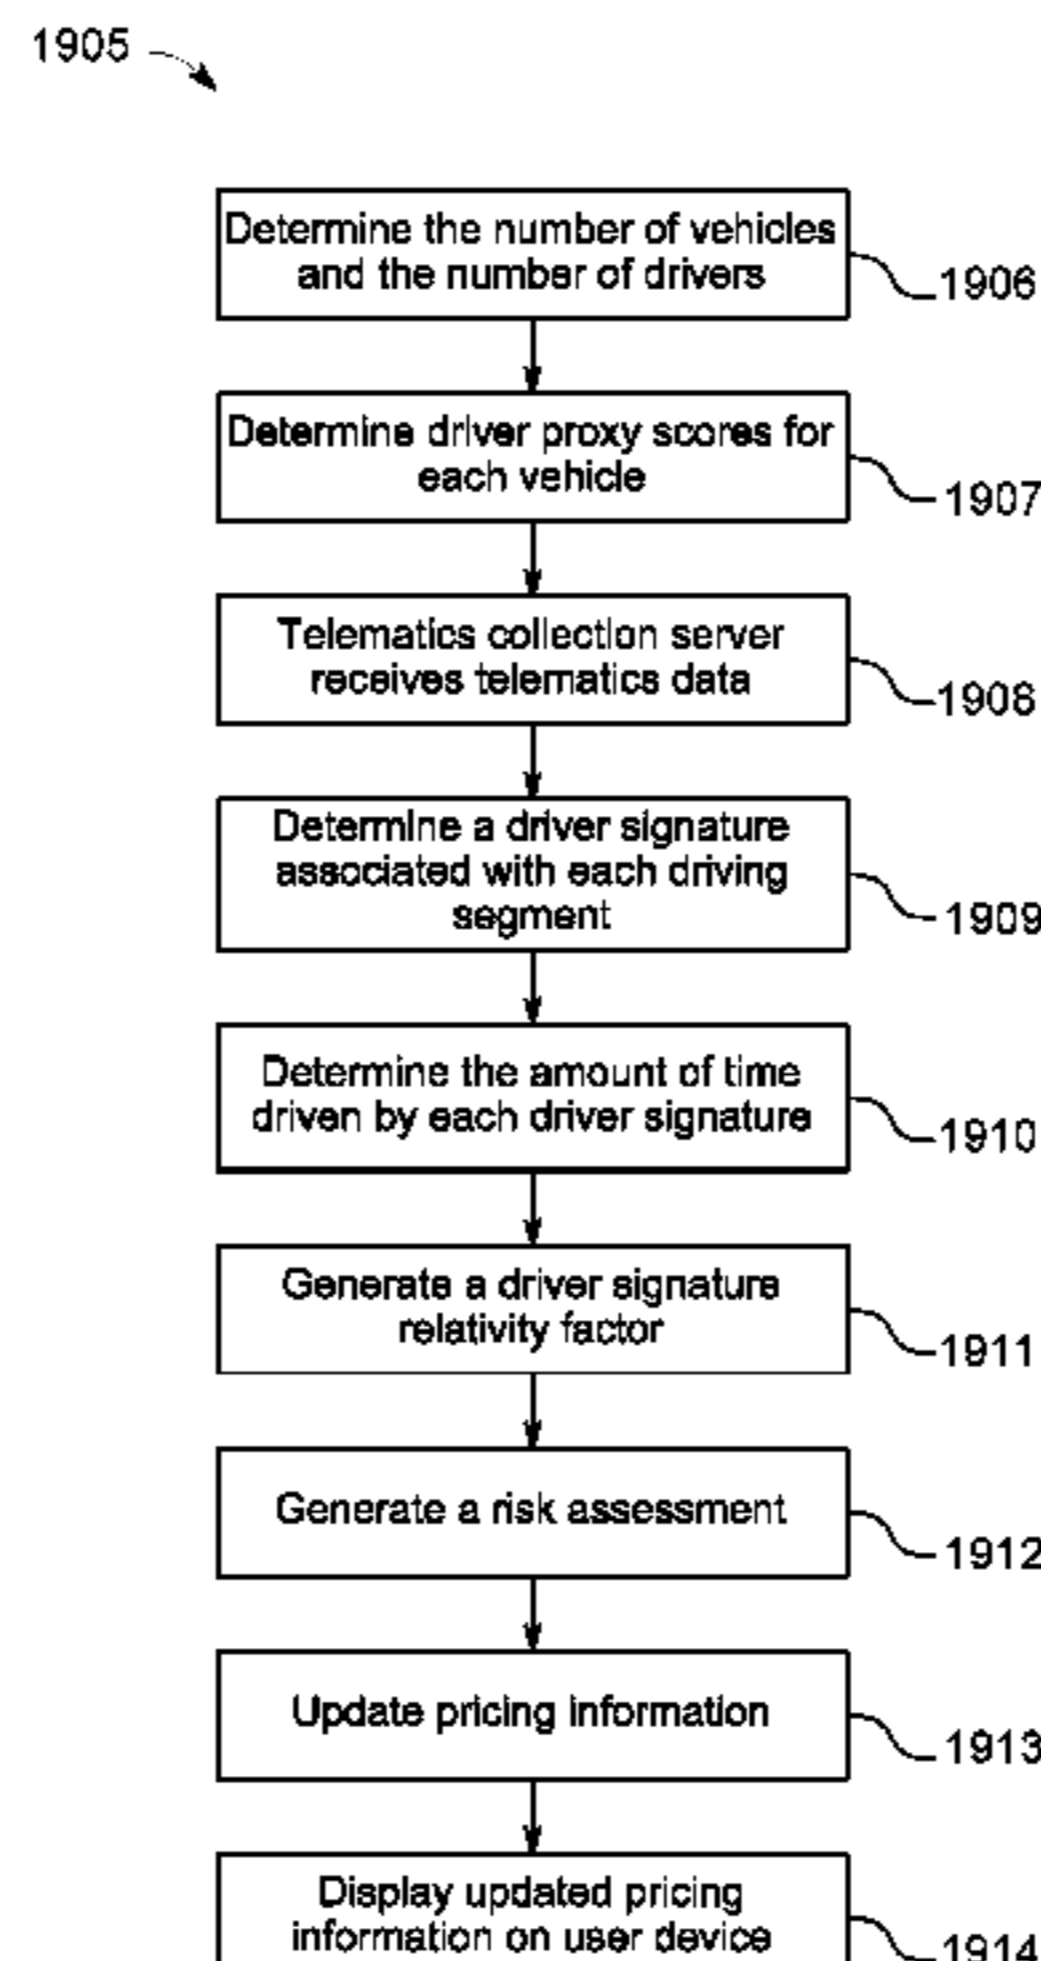 1905
Determine the number of vehicles
and the number of drivers
1906
Determine driver proxy scores for
each vehicle
1907
Telematics collection server
receives telematics data
1908
Determine a driver signature
associated with each driving
segment
1909
Determine the amount of time
driven by each driver signature
1910
Generate a driver signature
relativity factor
1911
Generate a risk assessment
1912
Update pricing information
1913
Display updated pricing
information on user device
1914